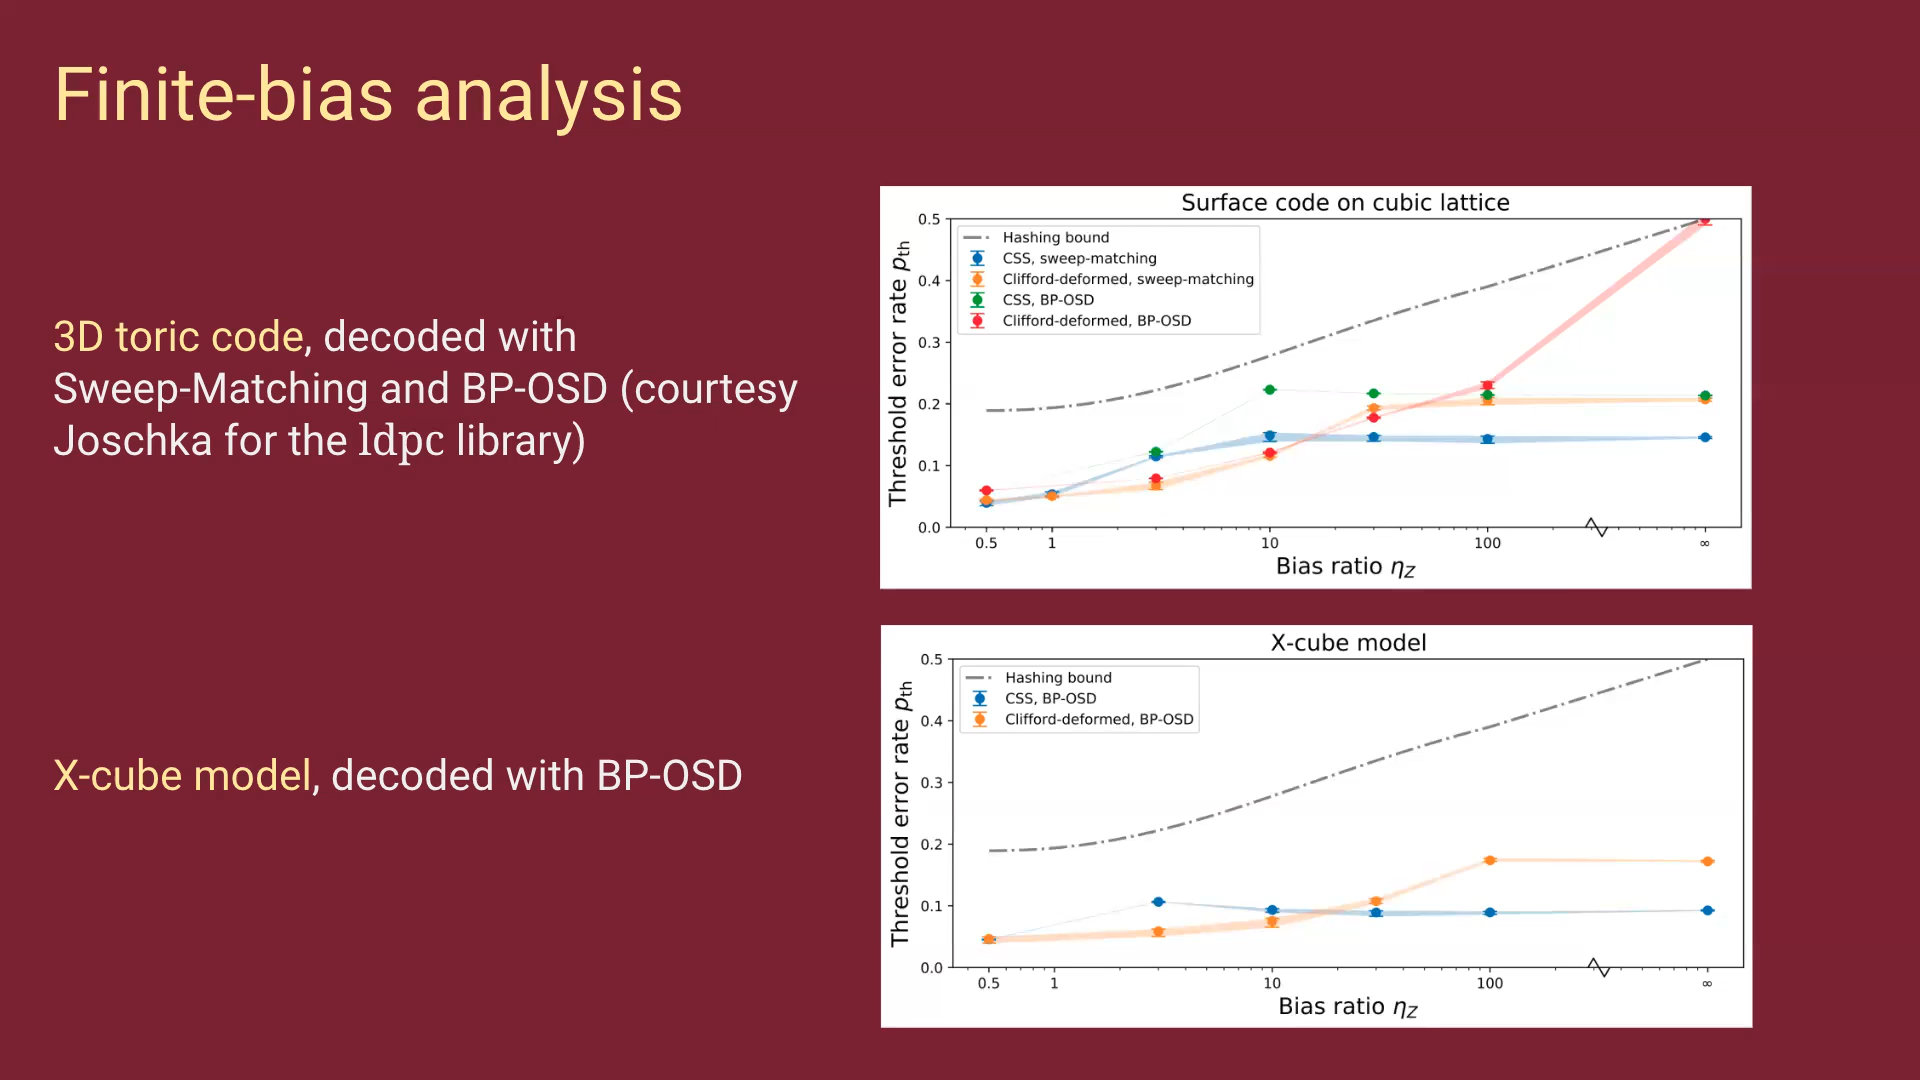 Finite-bias analysis
3D toric code, decoded with
Sweep-Matching and BP-OSD (courtesy
Joschka for the ldpc library)
Surface code on cubic lattice
Threshold error rate pth
0.5
0.4
0.3
0.2
0.1
0.0
Hashing bound
CSS, sweep-matching
Clifford-deformed, sweep-matching
CSS, BP-OSD
Clifford-deformed, BP-OSD
0.5 1 10 100 ∞
Bias ratio ηZ
X-cube model, decoded with BP-OSD
X-cube model
Threshold error rate pth
0.5
0.4
0.3
0.2
0.1
0.0
Hashing bound
CSS, BP-OSD
Clifford-deformed, BP-OSD
0.5 1 10 100 ∞
Bias ratio ηZ